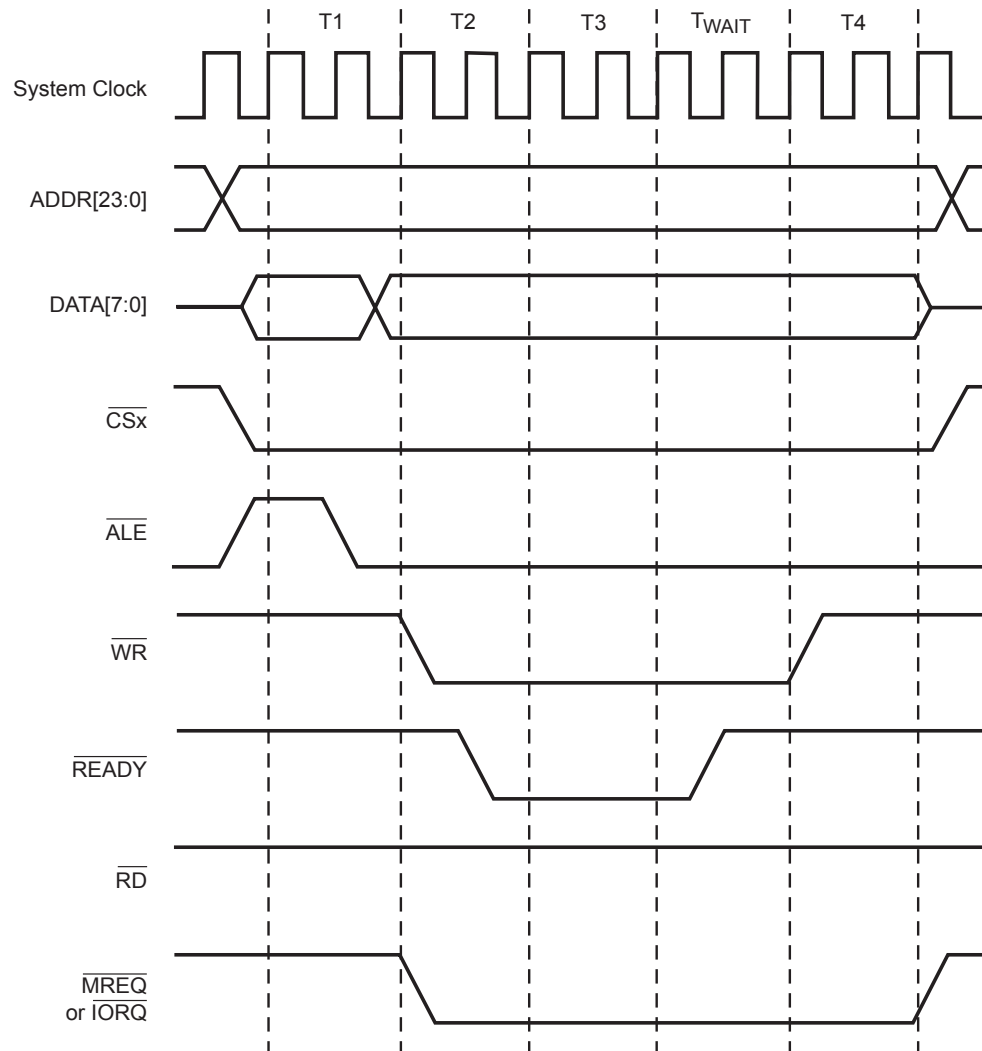 T1 T2 T3 TWAIT T4
System Clock
ADDR[23:0]
DATA[7:0]
CSx
ALE
WR
READY
RD
MREQ
or IORQ